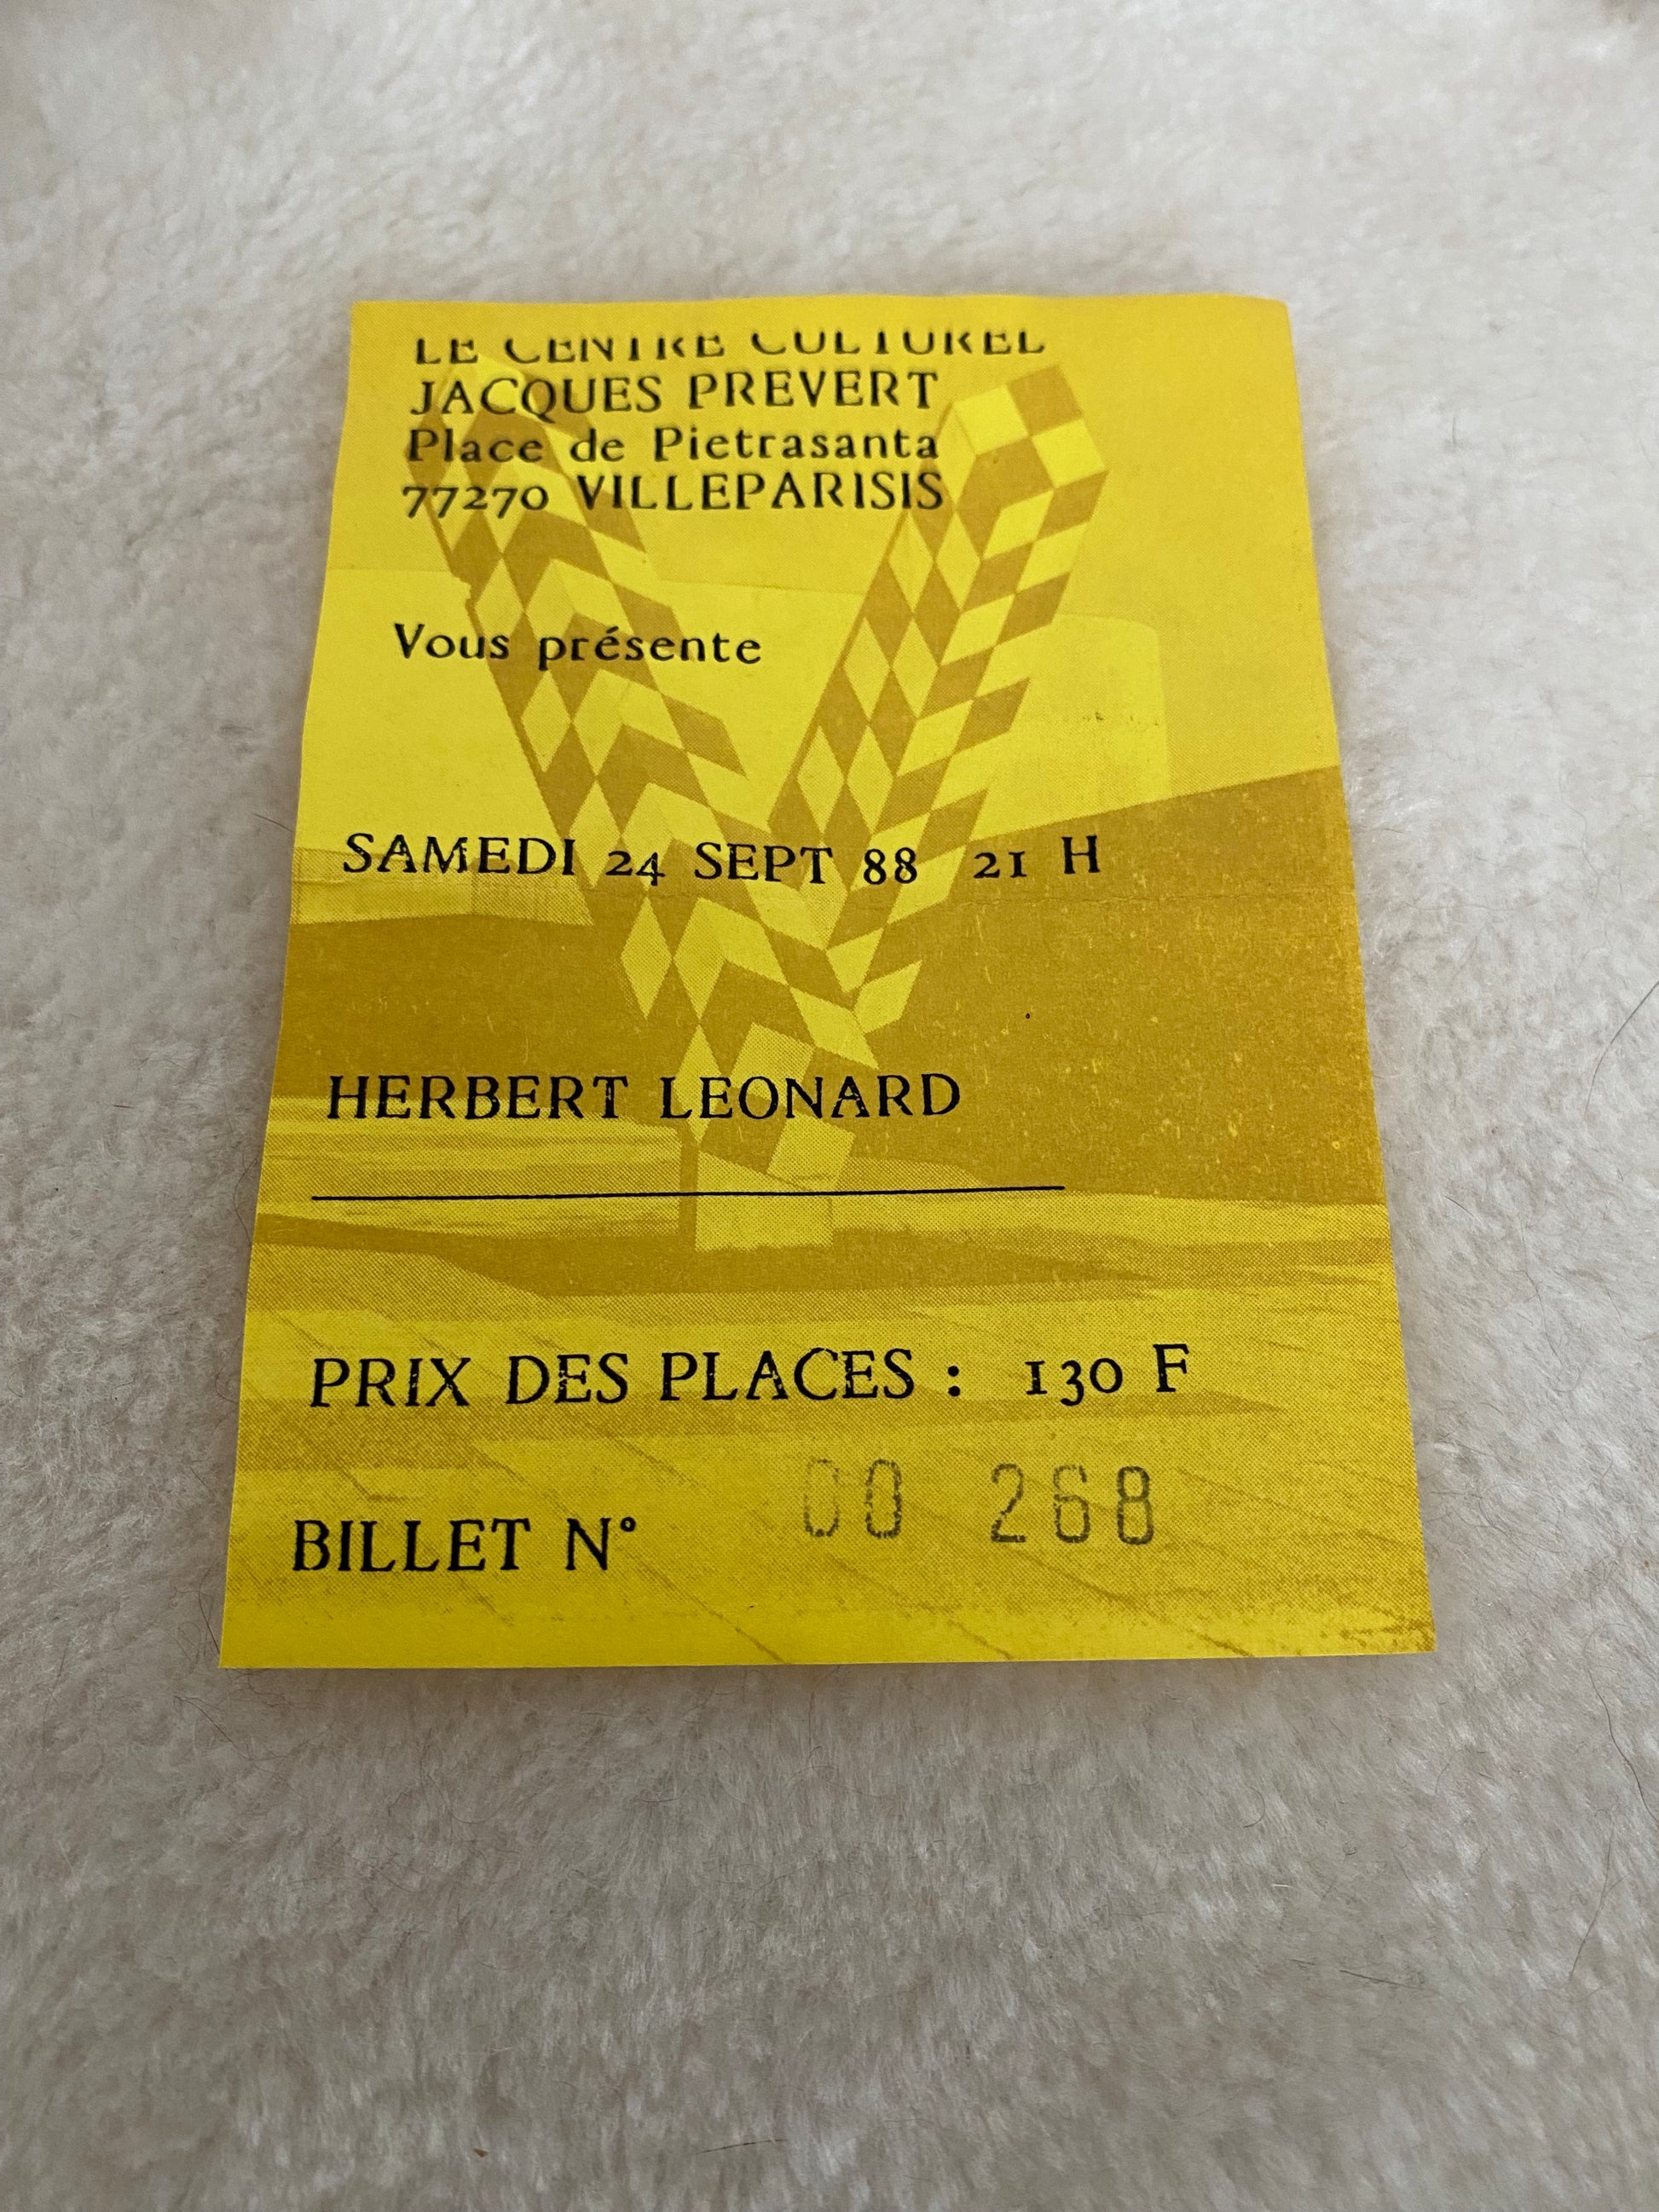 LE CENTRE CULTUREL
JACQUES PREVERT
Place de Pietrasanta
77270 VILLEPARISIS
Vous présente
SAMEDI 24 SEPT 88 21 H
HERBERT LEONARD
PRIX DES PLACES : 130 F
BILLET N° 00 268